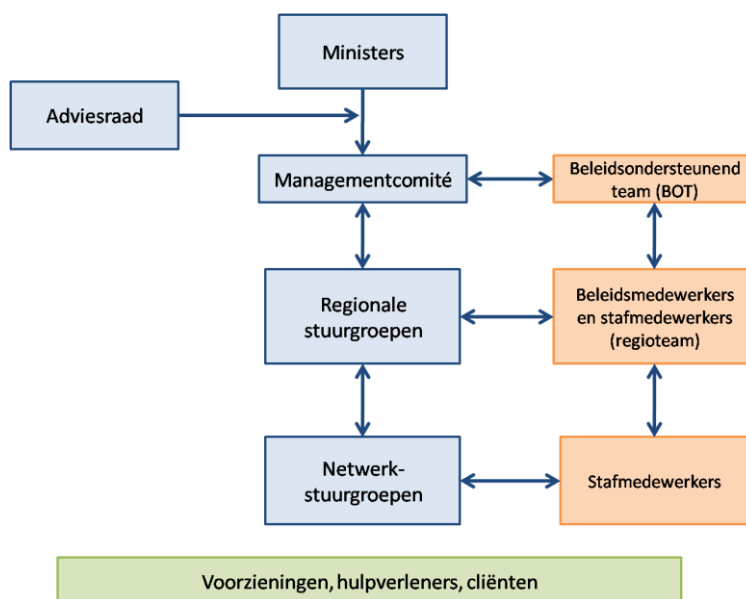 Ministers
Adviesraad
Managementcomité
Beleidsondersteunend
team (BOT)
Regionale
stuurgroepen
Beleidsmedewerkers
en stafmedewerkers
(regioteam)
Netwerk-
stuurgroepen
Stafmedewerkers
Voorzieningen, hulpverleners, cliënten